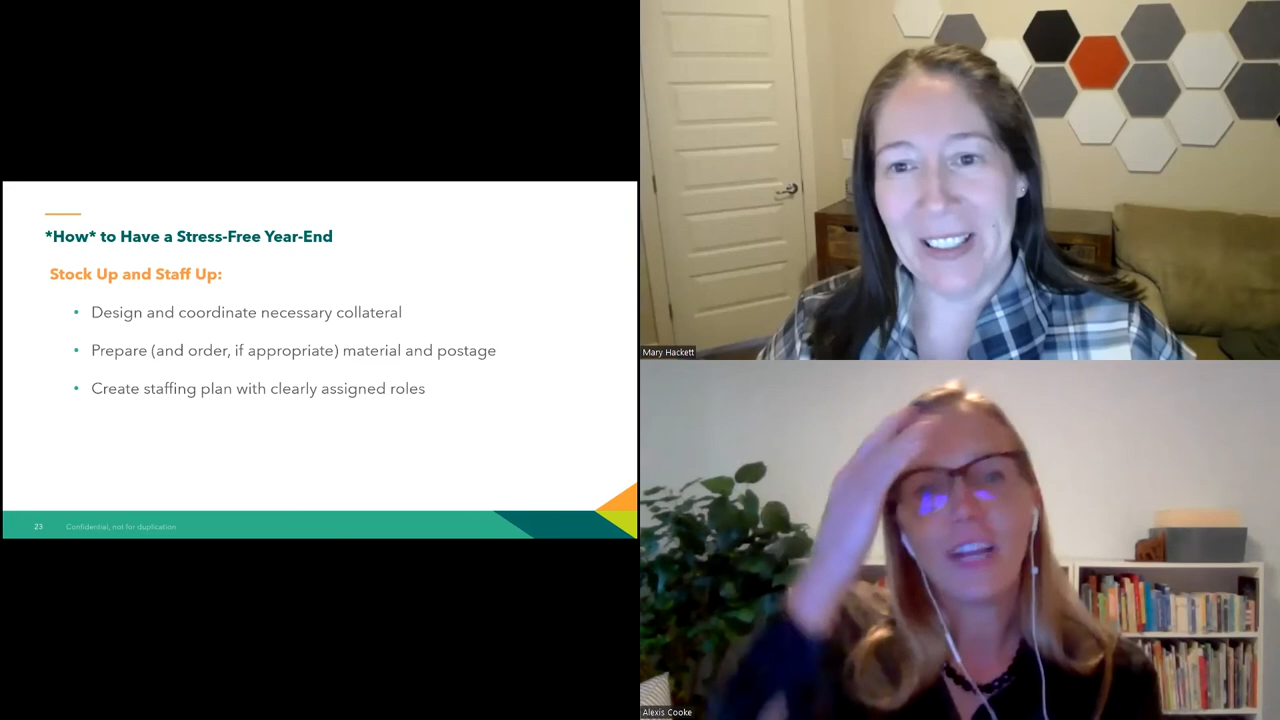 *How* to Have a Stress-Free Year-End
Stock Up and Staff Up:
• Design and coordinate necessary collateral
• Prepare (and order, if appropriate) material and postage
• Create staffing plan with clearly assigned roles
23 Confidential, not for duplication
Mary Hackett
Alexis Cooke